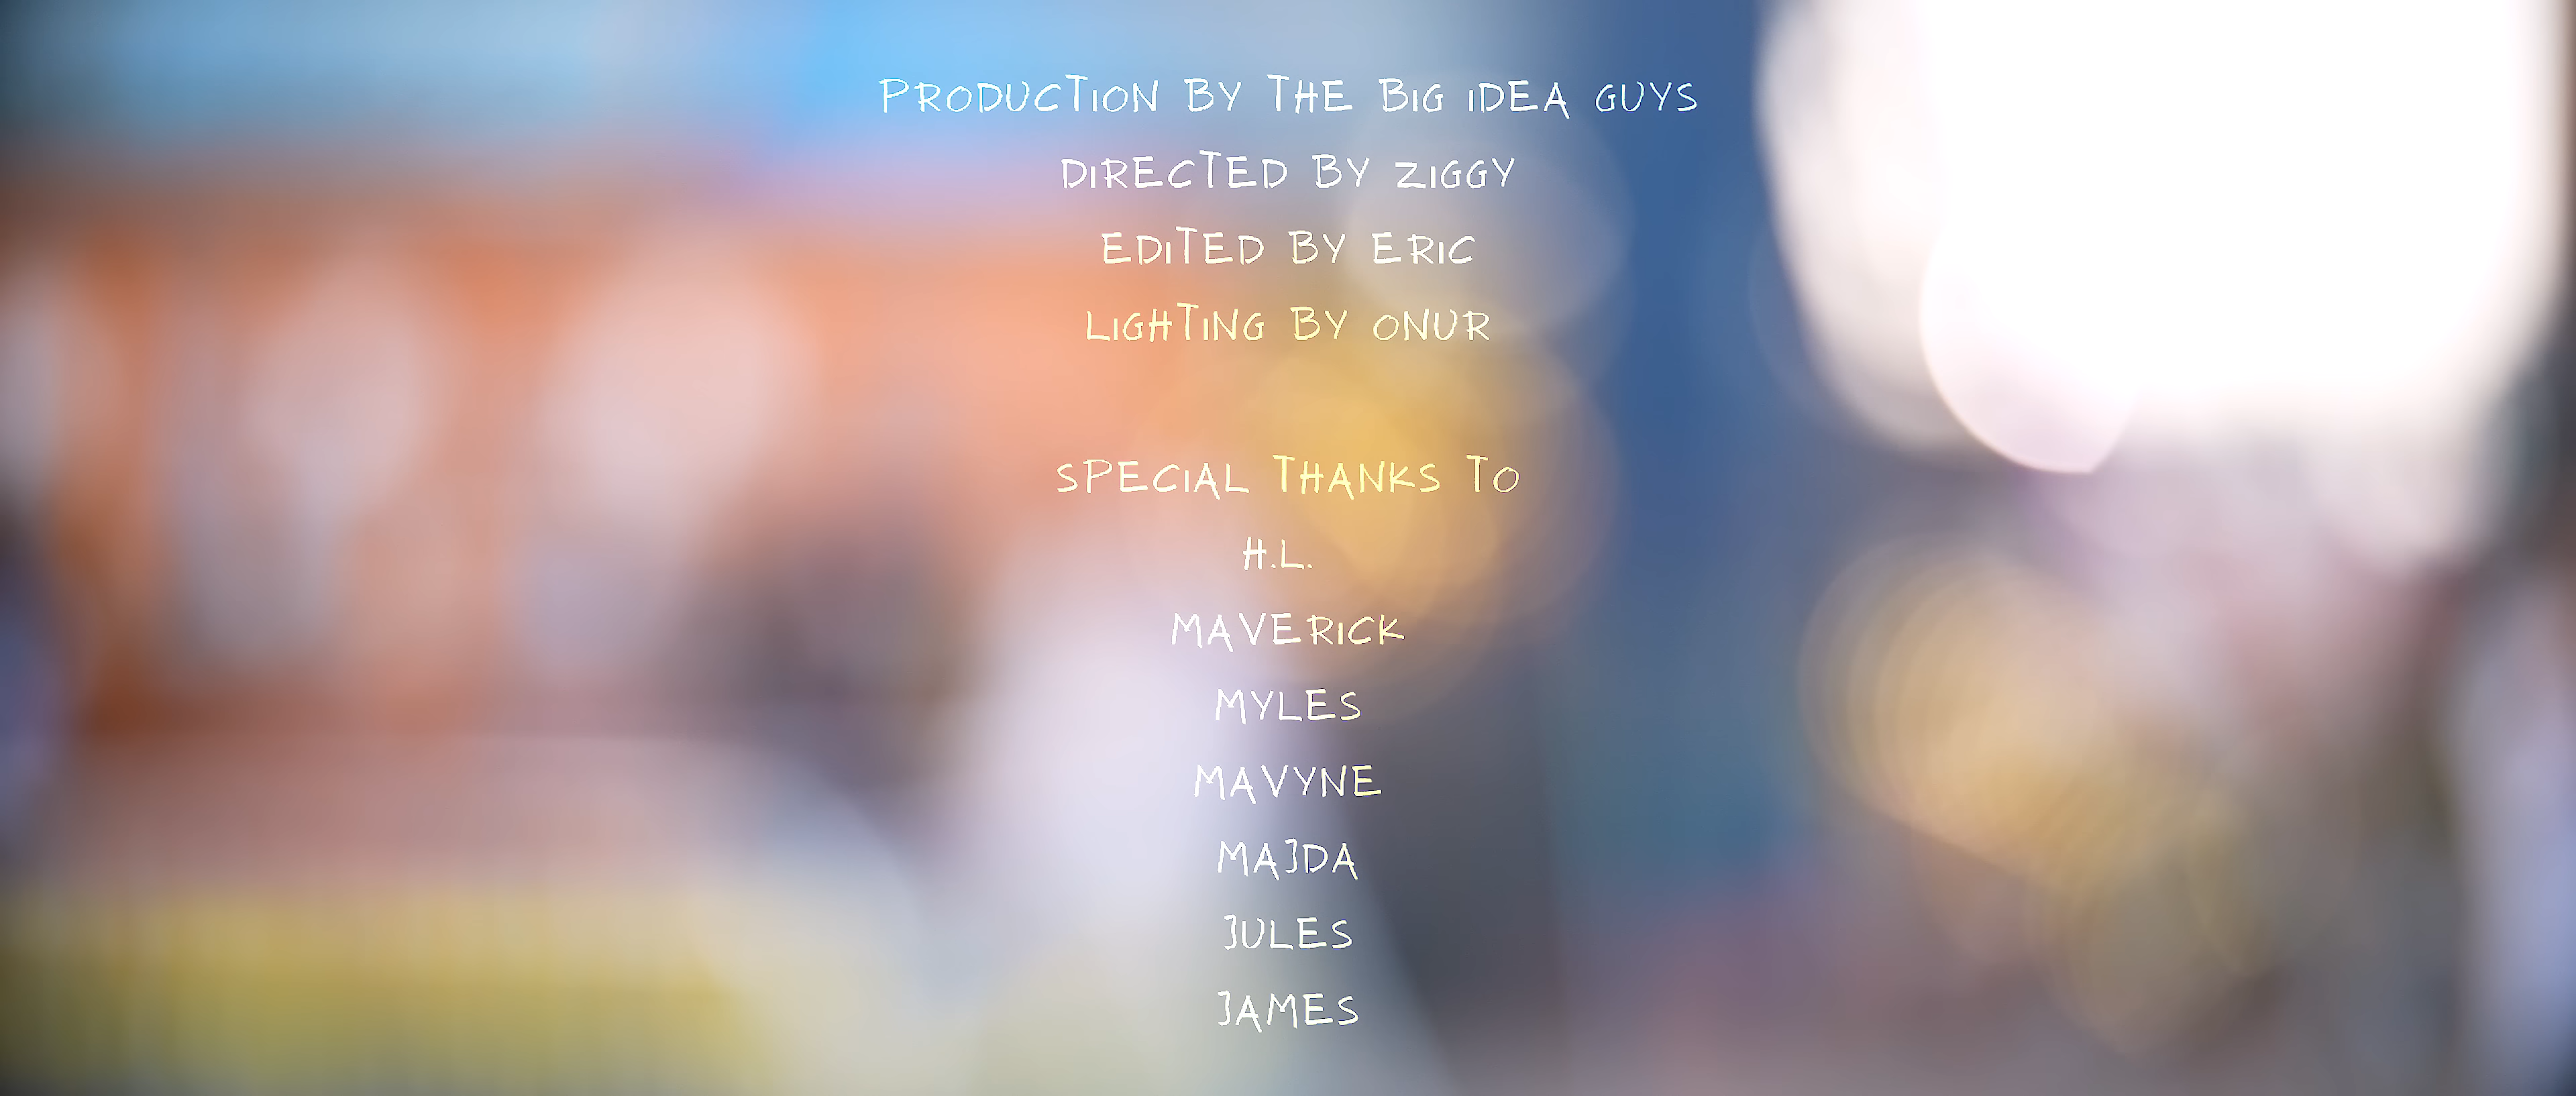 PRODUCTION BY THE BIG IDEA GUYS
DIRECTED BY ZIGGY
EDITED BY ERIC
LIGHTING BY ONUR
SPECIAL THANKS TO
H.L.
MAVERICK
MYLES
MAVYNE
MAJDA
JULES
JAMES